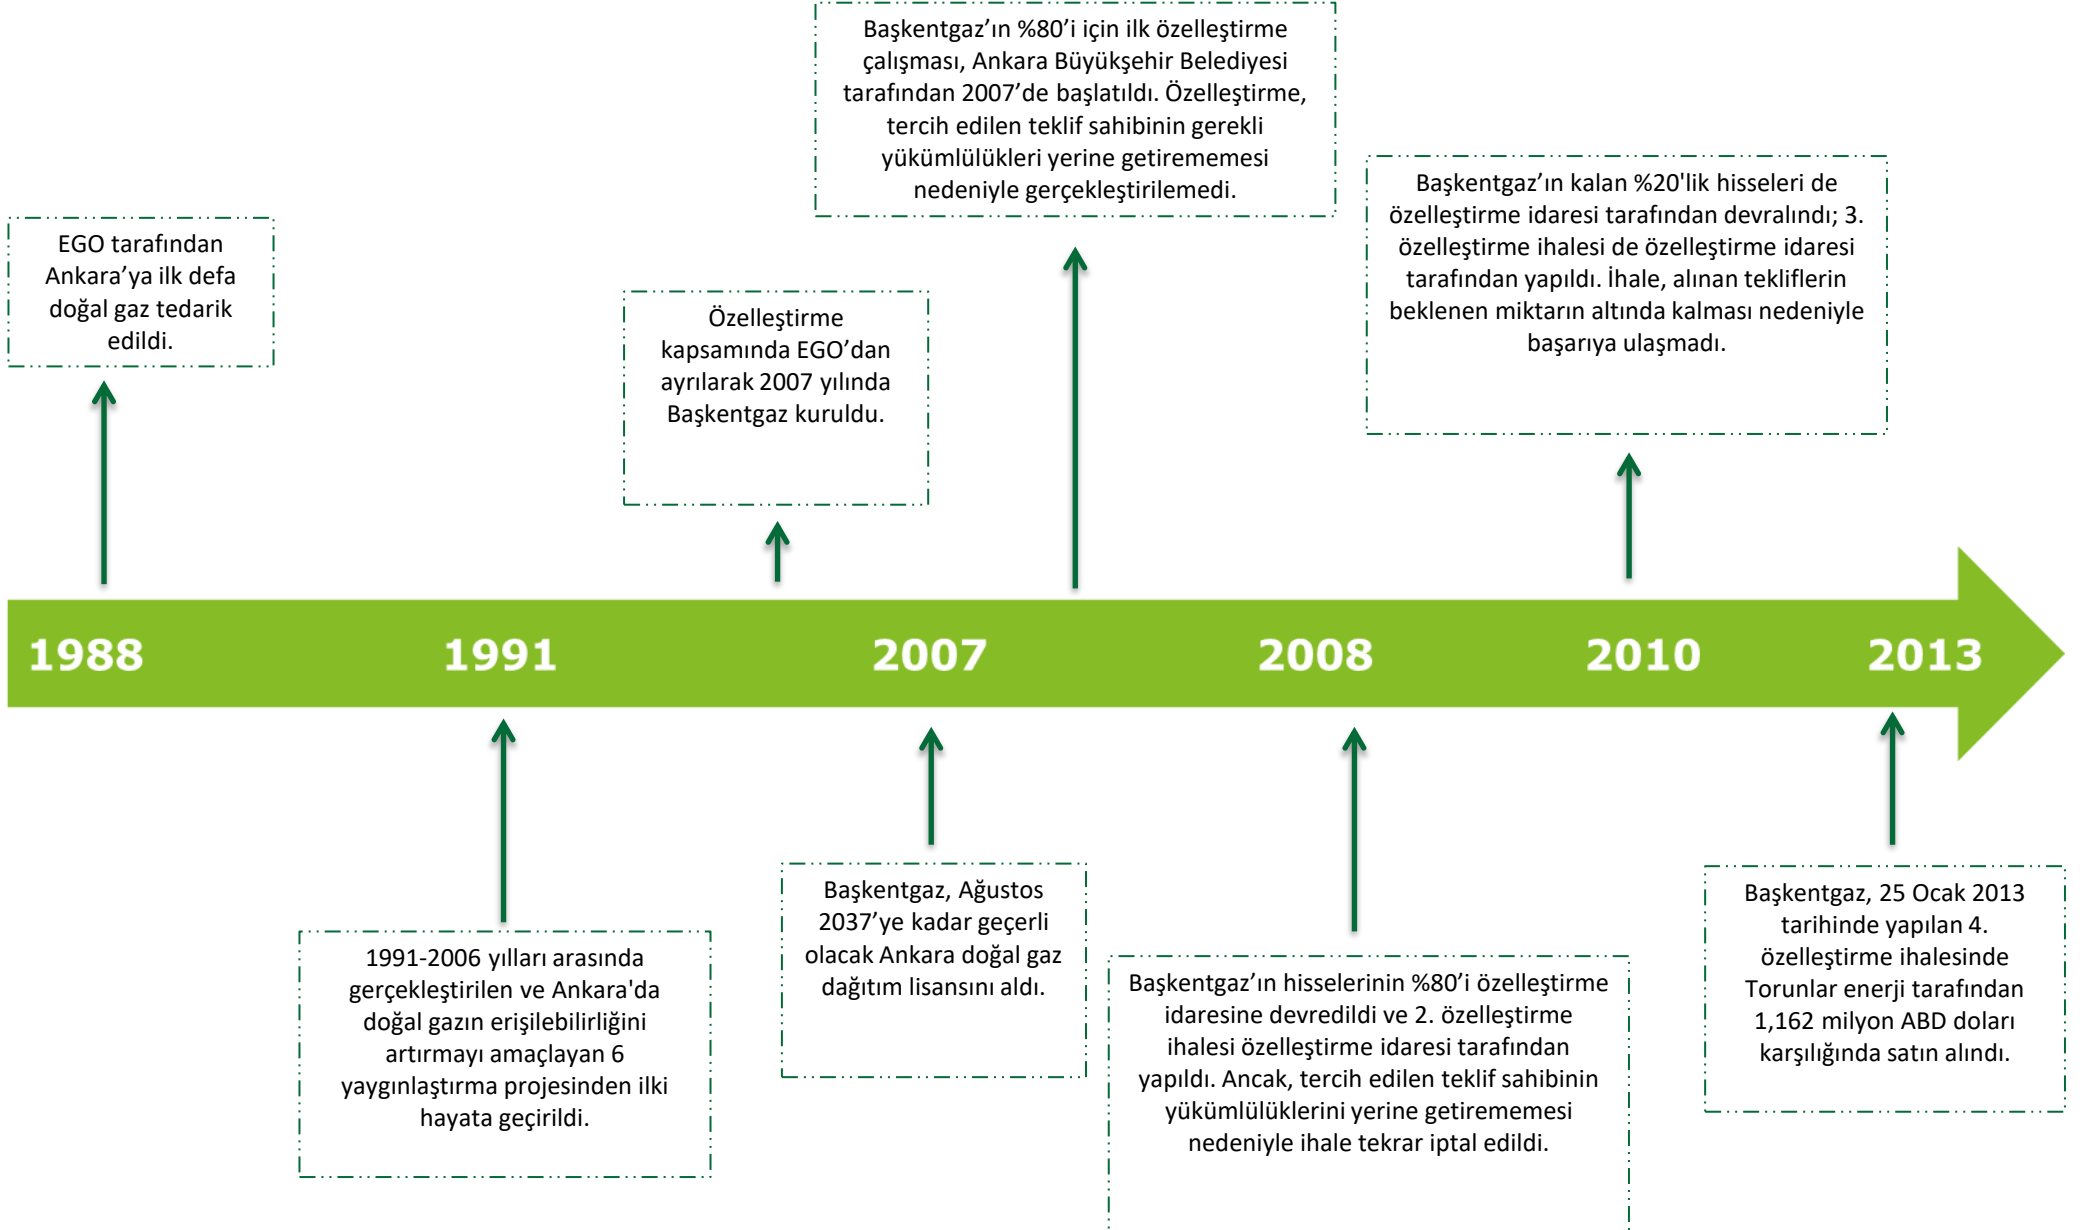 Başkentgaz’ın %80’i için ilk özelleştirme
çalışması, Ankara Büyükşehir Belediyesi
tarafından 2007’de başlatıldı. Özelleştirme,
tercih edilen teklif sahibinin gerekli
yükümlülükleri yerine getirememesi
nedeniyle gerçekleştirilemedi.
Başkentgaz’ın kalan %20'lik hisseleri de
özelleştirme idaresi tarafından devralındı; 3.
özelleştirme ihalesi de özelleştirme idaresi
tarafından yapıldı. İhale, alınan tekliflerin
beklenen miktarın altında kalması nedeniyle
başarıya ulaşmadı.
EGO tarafından
Ankara’ya ilk defa
doğal gaz tedarik
edildi.
Özelleştirme
kapsamında EGO’dan
ayrılarak 2007 yılında
Başkentgaz kuruldu.
1988
1991
2007
2008
2010
2013
1991-2006 yılları arasında
gerçekleştirilen ve Ankara'da
doğal gazın erişilebilirliğini
artırmayı amaçlayan 6
yaygınlaştırma projesinden ilki
hayata geçirildi.
Başkentgaz, Ağustos
2037’ye kadar geçerli
olacak Ankara doğal gaz
dağıtım lisansını aldı.
Başkentgaz’ın hisselerinin %80’i özelleştirme
idaresine devredildi ve 2. özelleştirme
ihalesi özelleştirme idaresi tarafından
yapıldı. Ancak, tercih edilen teklif sahibinin
yükümlülüklerini yerine getirememesi
nedeniyle ihale tekrar iptal edildi.
Başkentgaz, 25 Ocak 2013
tarihinde yapılan 4.
özelleştirme ihalesinde
Torunlar enerji tarafından
1,162 milyon ABD doları
karşılığında satın alındı.